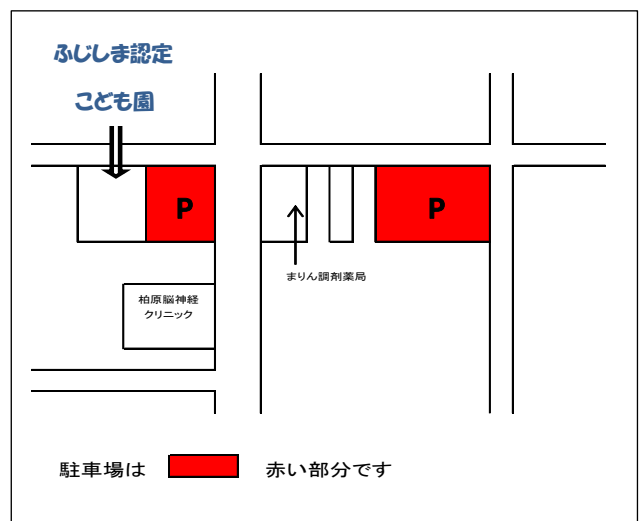 ふじしま認定
こども園
P
P
まりん調剤薬局
柏原脳神経
クリニック
駐車場は 赤い部分です